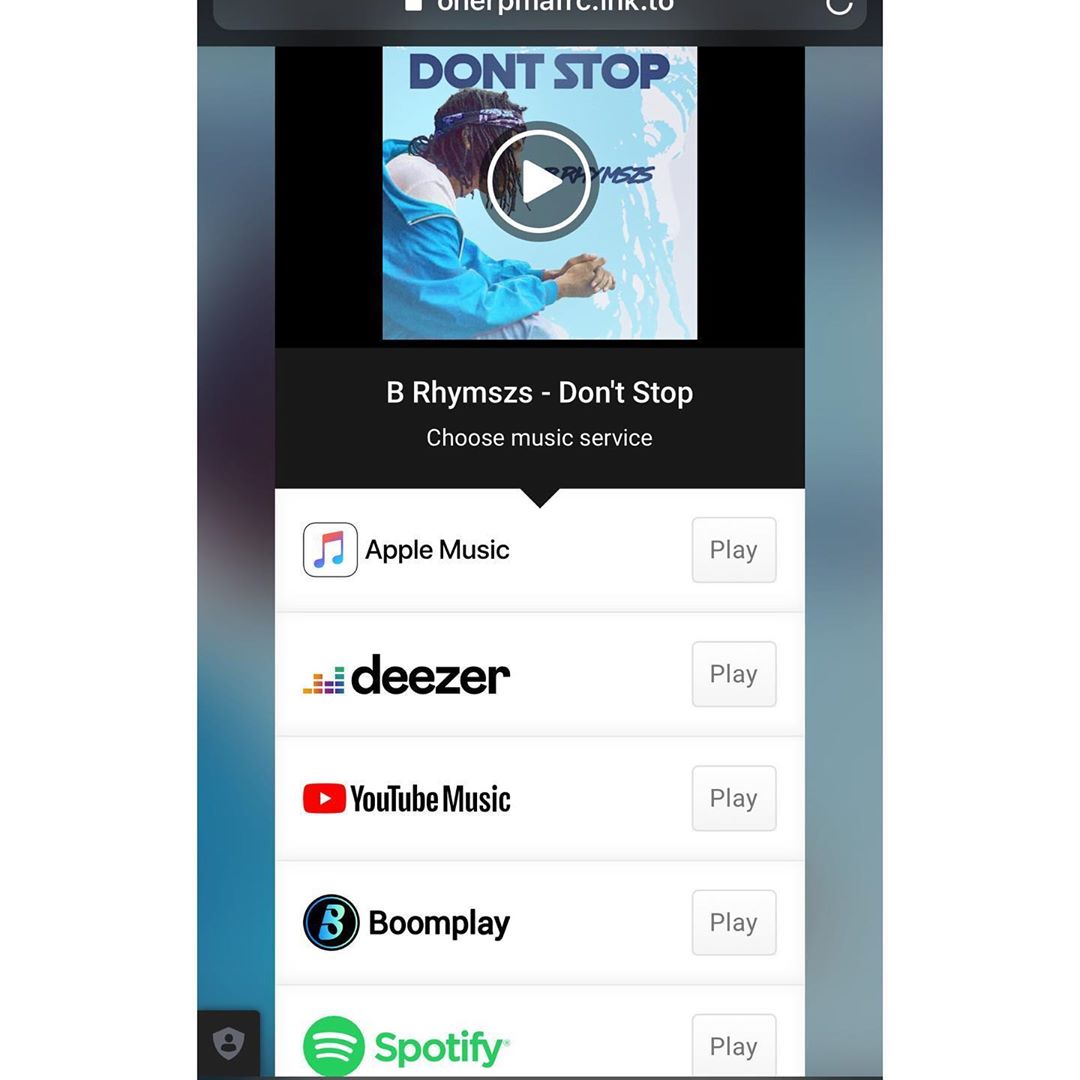 onerpmafrc.lnk.to
DONT STOP
B RHYMSZS
B Rhymszs - Don't Stop
Choose music service
Apple Music Play
deezer Play
YouTube Music Play
Boomplay Play
Spotify Play